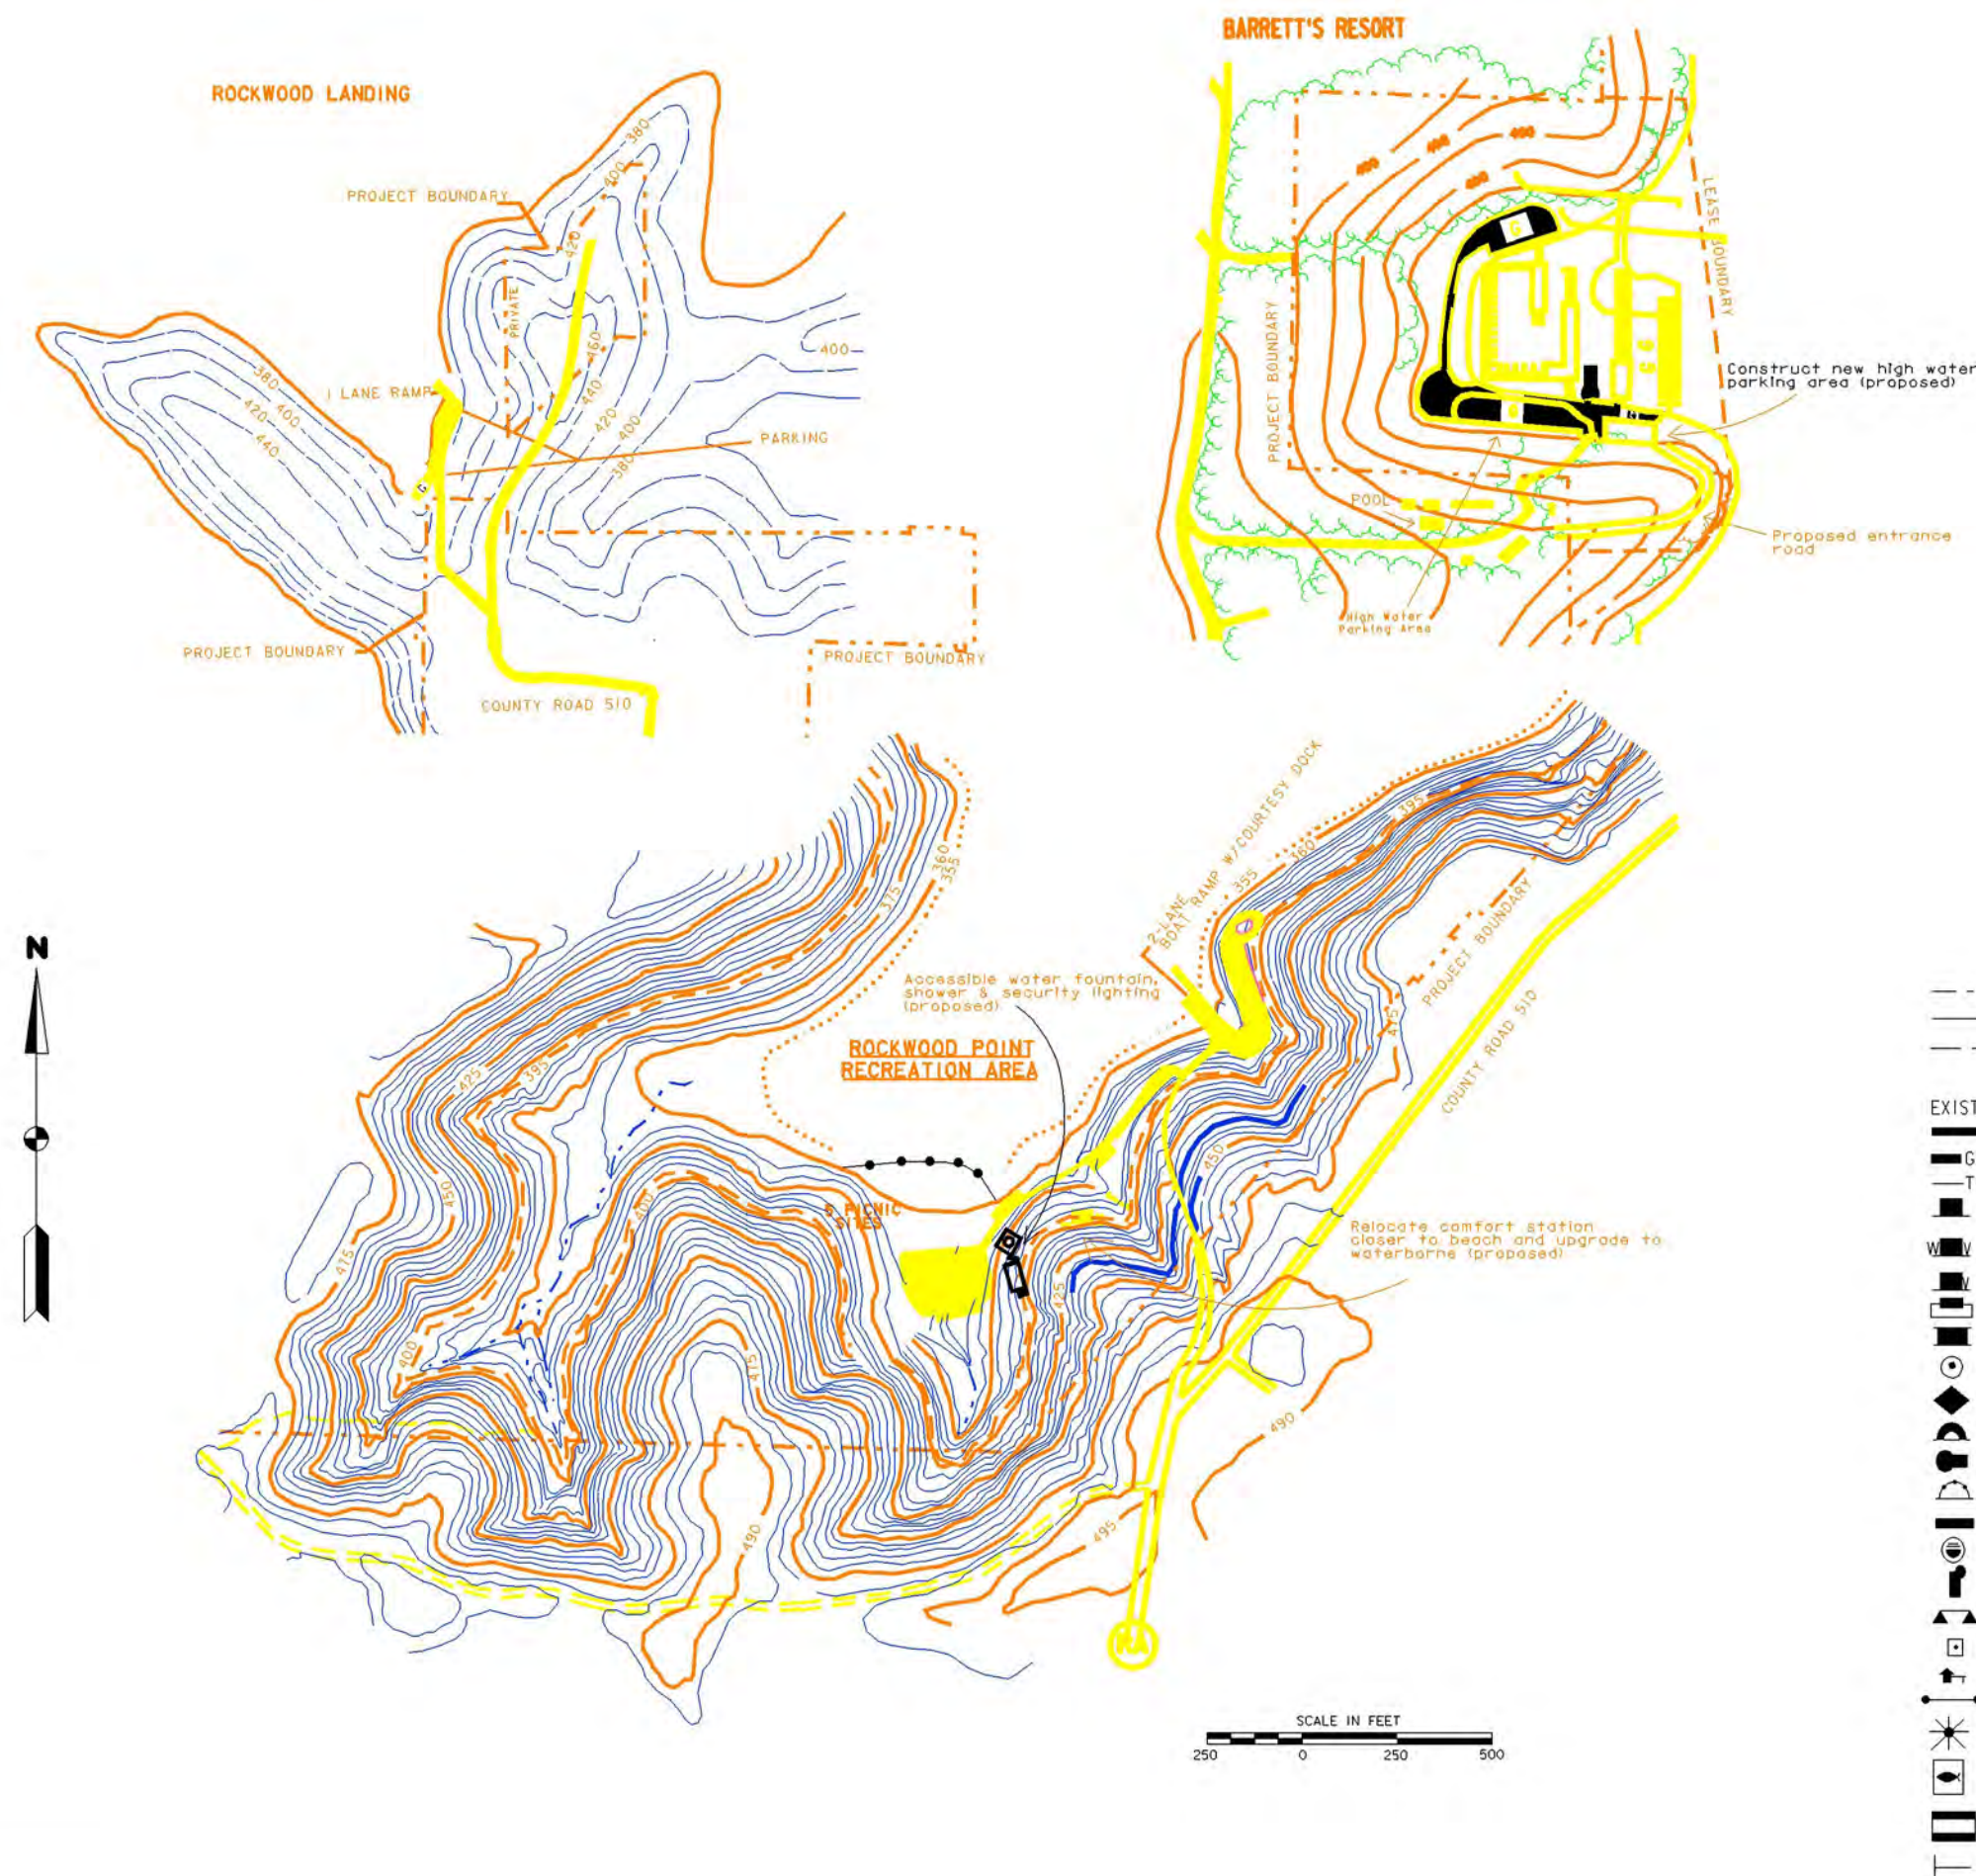 BARRETT'S RESORT
ROCKWOOD LANDING
380
400
PROJECT BOUNDARY
420
PRIVATE
460
440
420
400
380
400
1 LANE RAMP
380
400
420
440
PARKING
G
PROJECT BOUNDARY
PROJECT BOUNDARY
COUNTY ROAD 510
400
400
400
400
LEASE BOUNDARY
PROJECT BOUNDARY
G
G
G G
Construct new high water
parking area (proposed)
POOL
Proposed entrance
road
High Water
Parking Area
2-LANE
BOAT RAMP W/COURTESY DOCK
395
360
355
360
355
375
N
PROJECT BOUNDARY
Accessible water fountain,
shower & security lighting
(proposed)
ROCKWOOD POINT
RECREATION AREA
425
395
475
COUNTY ROAD 510
450
450
400
5 PICNIC
SITES
475
Relocate comfort station
closer to beach and upgrade to
waterborne (proposed)
425
400
475
490
490
495
SCALE IN FEET
250 0 250 500
EXIST
G
T
W V
V